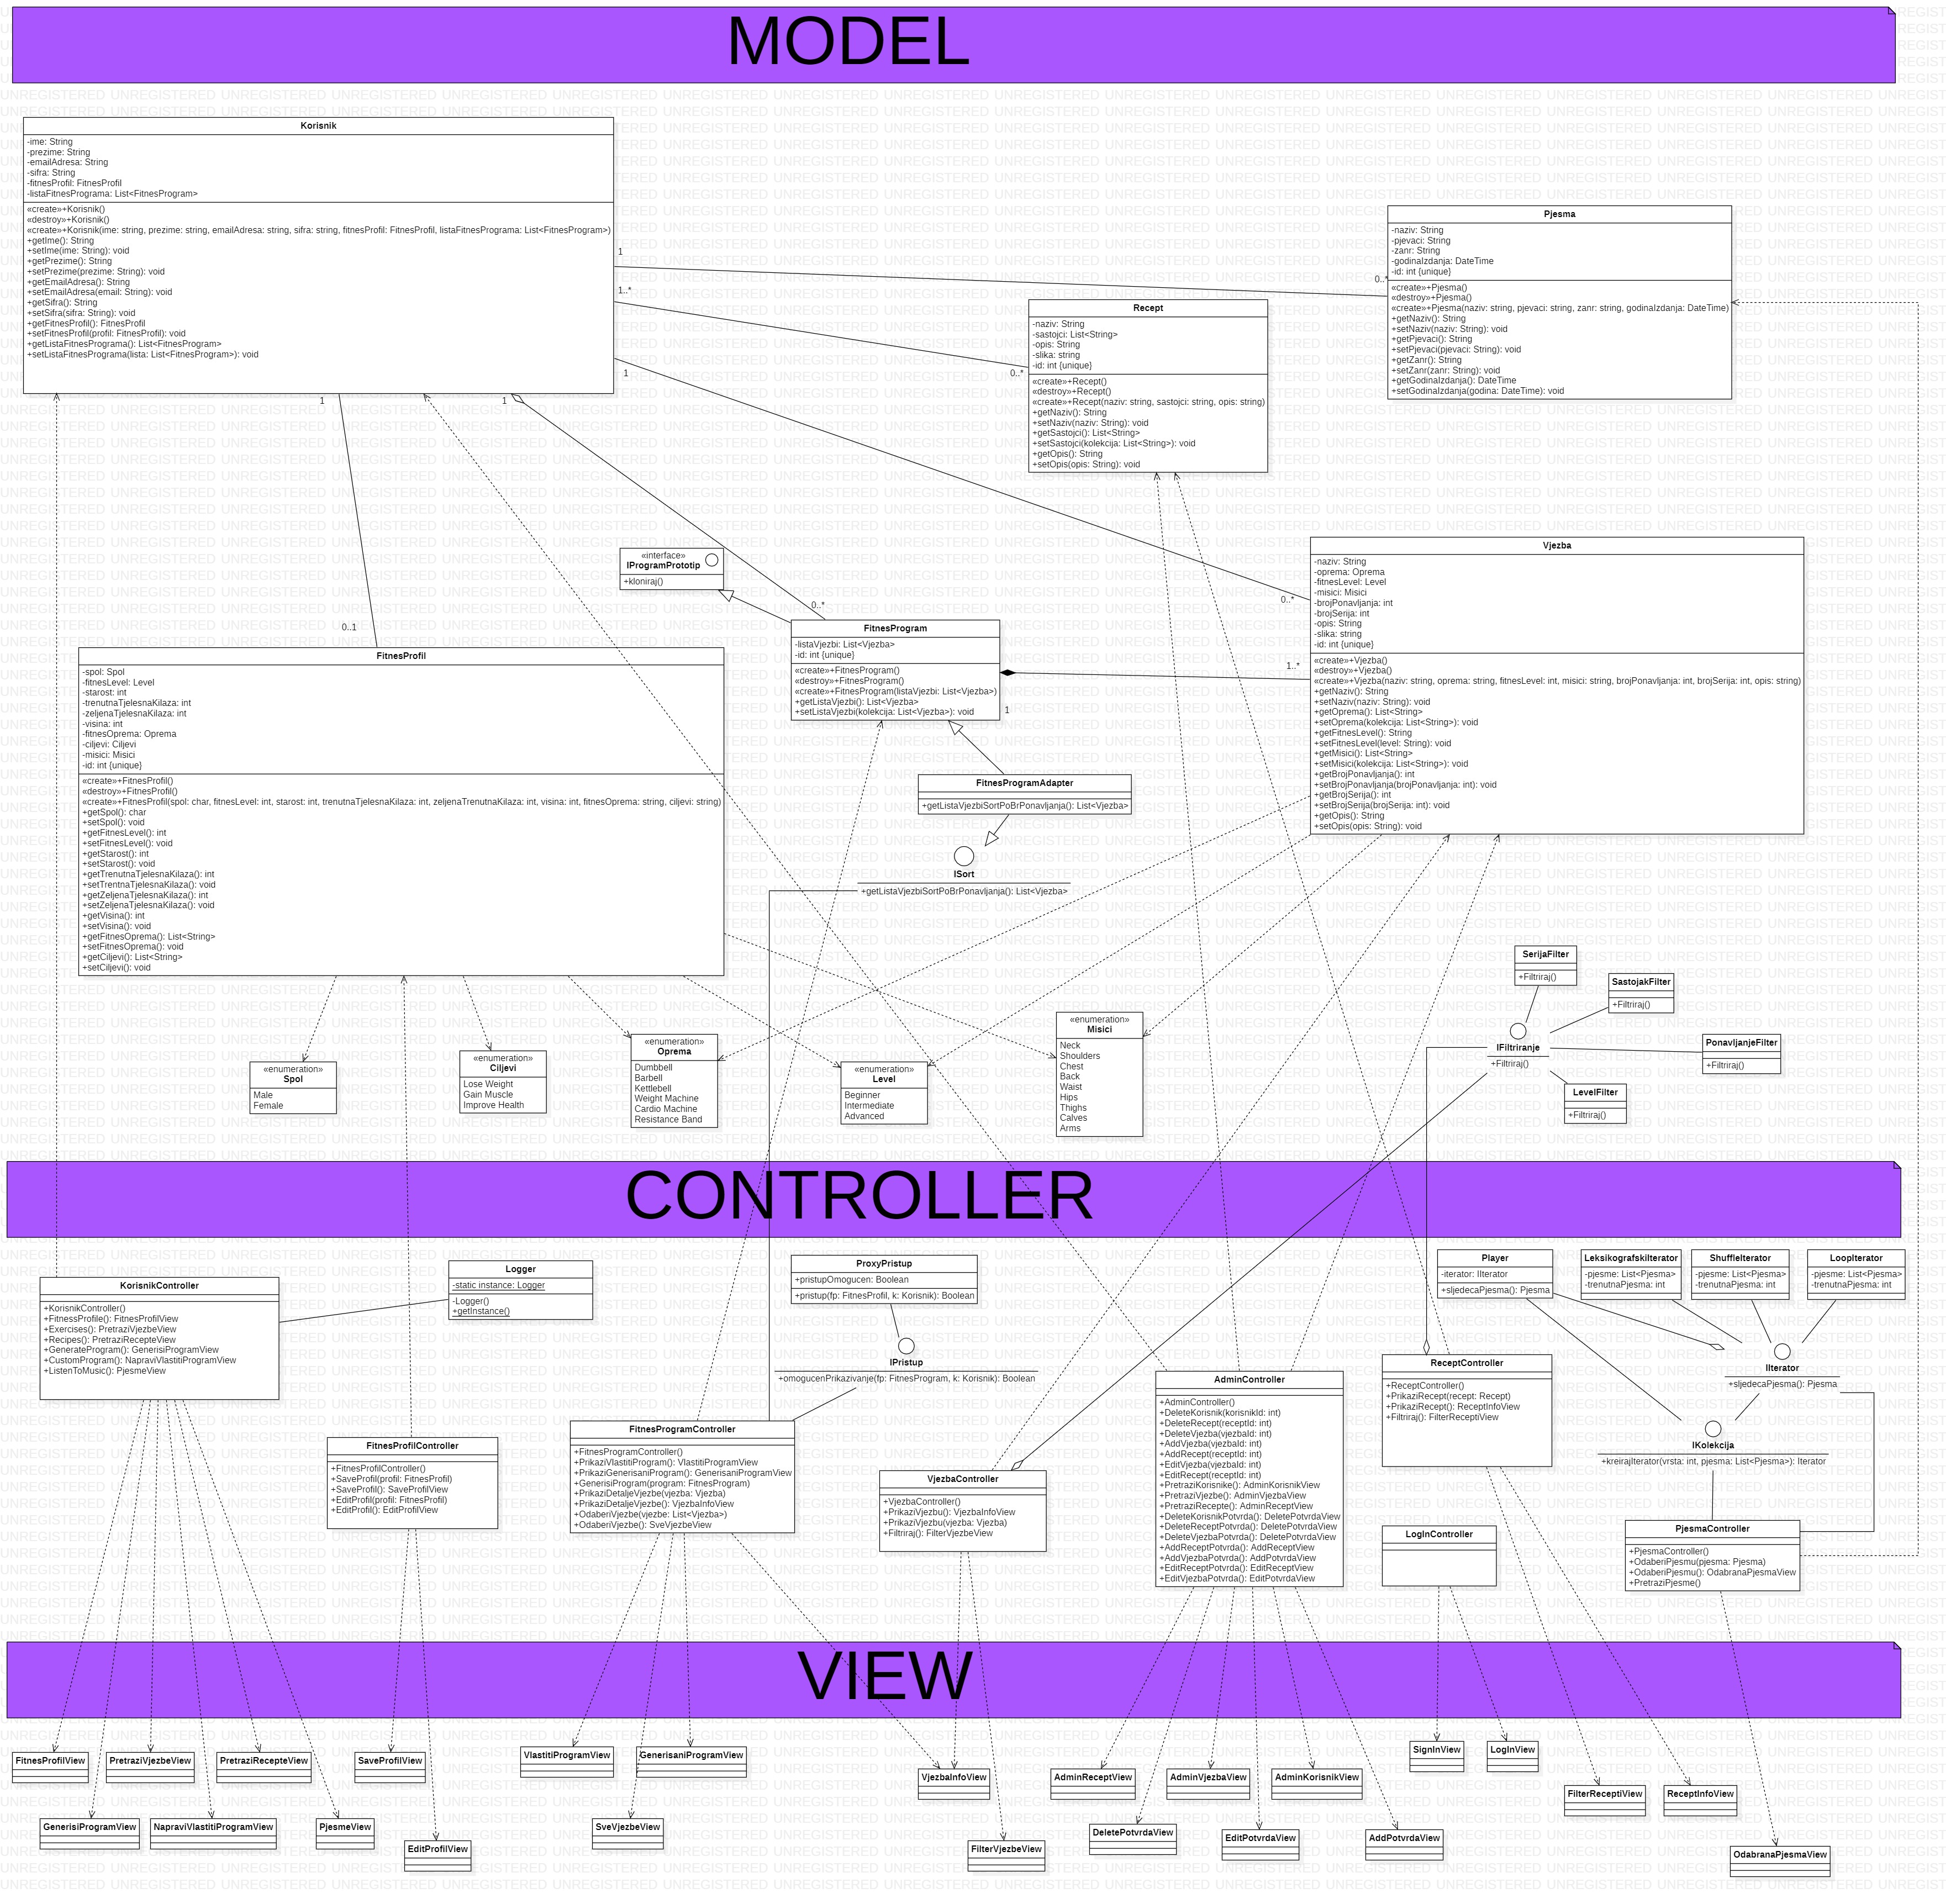 MODEL
Korisnik
-ime: String
-prezime: String
-emailAdresa: String
-sifra: String
-fitnesProfil: FitnesProfil
-listaFitnesPrograma: List<FitnesProgram>
«create»+Korisnik()
«destroy»+Korisnik()
«create»+Korisnik(ime: string, prezime: string, emailAdresa: string, sifra: string, fitnesProfil: FitnesProfil, listaFitnesPrograma: List<FitnesProgram>)
+getIme(): String
+setIme(ime: String): void
+getPrezime(): String
+setPrezime(prezime: String): void
+getEmailAdresa(): String
+setEmailAdresa(email: String): void
+getSifra(): String
+setSifra(sifra: String): void
+getFitnesProfil(): FitnesProfil
+setFitnesProfil(profil: FitnesProfil): void
+getListaFitnesPrograma(): List<FitnesProgram>
+setListaFitnesPrograma(lista: List<FitnesProgram>): void
1
0..*
1..*
0..*
1
0..*
1
0..1
1
0..*
Pjesma
-naziv: String
-pjevaci: String
-zanr: String
-godinaIzdanja: DateTime
-id: int {unique}
«create»+Pjesma()
«destroy»+Pjesma()
«create»+Pjesma(naziv: string, pjevaci: string, zanr: string, godinaIzdanja: DateTime)
+getNaziv(): String
+setNaziv(naziv: String): void
+getPjevaci(): String
+setPjevaci(pjevaci: String): void
+getZanr(): String
+setZanr(zanr: String): void
+getGodinaIzdanja(): DateTime
+setGodinaIzdanja(godina: DateTime): void
Recept
-naziv: String
-sastojci: List<String>
-opis: String
-slika: string
-id: int {unique}
«create»+Recept()
«destroy»+Recept()
«create»+Recept(naziv: string, sastojci: string, opis: string)
+getNaziv(): String
+setNaziv(naziv: String): void
+getSastojci(): List<String>
+setSastojci(kolekcija: List<String>): void
+getOpis(): String
+setOpis(opis: String): void
«interface»
IProgramPrototip
+kloniraj()
FitnesProgram
-listaVjezbi: List<Vjezba>
-id: int {unique}
«create»+FitnesProgram()
«destroy»+FitnesProgram()
«create»+FitnesProgram(listaVjezbi: List<Vjezba>)
+getListaVjezbi(): List<Vjezba>
+setListaVjezbi(kolekcija: List<Vjezba>): void
1
1..*
Vjezba
-naziv: String
-oprema: Oprema
-fitnesLevel: Level
-misici: Misici
-brojPonavljanja: int
-brojSerija: int
-opis: String
-slika: string
-id: int {unique}
«create»+Vjezba()
«destroy»+Vjezba()
«create»+Vjezba(naziv: string, oprema: string, fitnesLevel: int, misici: string, brojPonavljanja: int, brojSerija: int, opis: string)
+getNaziv(): String
+setNaziv(naziv: String): void
+getOprema(): List<String>
+setOprema(kolekcija: List<String>): void
+getFitnesLevel(): String
+setFitnesLevel(level: String): void
+getMisici(): List<String>
+setMisici(kolekcija: List<String>): void
+getBrojPonavljanja(): int
+setBrojPonavljanja(brojPonavljanja: int): void
+getBrojSerija(): int
+setBrojSerija(brojSerija: int): void
+getOpis(): String
+setOpis(opis: String): void
FitnesProfil
-spol: Spol
-fitnesLevel: Level
-starost: int
-trenutnaTjelesnaKilaza: int
-zeljenaTjelesnaKilaza: int
-visina: int
-fitnesOprema: Oprema
-ciljevi: Ciljevi
-misici: Misici
-id: int {unique}
«create»+FitnesProfil()
«destroy»+FitnesProfil()
«create»+FitnesProfil(spol: char, fitnesLevel: int, starost: int, trenutnaTjelesnaKilaza: int, zeljenaTrenutnaKilaza: int, visina: int, fitnesOprema: string, ciljevi: string)
+getSpol(): char
+setSpol(): void
+getFitnesLevel(): int
+setFitnesLevel(): void
+getStarost(): int
+setStarost(): void
+getTrenutnaTjelesnaKilaza(): int
+setTrentnaTjelesnaKilaza(): void
+getZeljenaTjelesnaKilaza(): int
+setZeljenaTjelesnaKilaza(): void
+getVisina(): int
+setVisina(): void
+getFitnesOprema(): List<String>
+setFitnesOprema(): void
+getCiljevi(): List<String>
+setCiljevi(): void
FitnesProgramAdapter
+getListaVjezbiSortPoBrPonavljanja(): List<Vjezba>
ISort
+getListaVjezbiSortPoBrPonavljanja(): List<Vjezba>
«enumeration»
Spol
Male
Female
«enumeration»
Ciljevi
Lose Weight
Gain Muscle
Improve Health
«enumeration»
Oprema
Dumbbell
Barbell
Kettlebell
Weight Machine
Cardio Machine
Resistance Band
«enumeration»
Level
Beginner
Intermediate
Advanced
«enumeration»
Misici
Neck
Shoulders
Chest
Back
Waist
Hips
Thighs
Calves
Arms
SerijaFilter
+Filtriraj()
SastojakFilter
+Filtriraj()
IFiltriranje
+Filtriraj()
PonavljanjeFilter
+Filtriraj()
LevelFilter
+Filtriraj()
CONTROLLER
KorisnikController
+KorisnikController()
+FitnessProfile(): FitnesProfilView
+Exercises(): PretraziVjezbeView
+Recipes(): PretraziRecepteView
+GenerateProgram(): GenerisiProgramView
+CustomProgram(): NapraviVlastitiProgramView
+ListenToMusic(): PjesmeView
Logger
-static instance: Logger
-Logger()
+getInstance()
ProxyPristup
+pristupOmogucen: Boolean
+pristup(fp: FitnesProfil, k: Korisnik): Boolean
IPristup
+omogucenPrikazivanje(fp: FitnesProgram, k: Korisnik): Boolean
FitnesProfilController
+FitnesProfilController()
+SaveProfil(profil: FitnesProfil)
+SaveProfil(): SaveProfilView
+EditProfil(profil: FitnesProfil)
+EditProfil(): EditProfilView
FitnesProgramController
+FitnesProgramController()
+PrikaziVlastitiProgram(): VlastitiProgramView
+PrikaziGenerisaniProgram(): GenerisaniProgramView
+GenerisiProgram(program: FitnesProgram)
+PrikaziDetaljeVjezbe(vjezba: Vjezba)
+PrikaziDetaljeVjezbe(): VjezbaInfoView
+OdaberiVjezbe(vjezbe: List<Vjezba>)
+OdaberiVjezbe(): SveVjezbeView
VjezbaController
+VjezbaController()
+PrikaziVjezbu(): VjezbaInfoView
+PrikaziVjezbu(vjezba: Vjezba)
+Filtriraj(): FilterVjezbeView
AdminController
+AdminController()
+DeleteKorisnik(korisnikId: int)
+DeleteRecept(receptId: int)
+DeleteVjezba(vjezbaId: int)
+AddVjezba(vjezbaId: int)
+AddRecept(receptId: int)
+EditVjezba(vjezbaId: int)
+EditRecept(receptId: int)
+PretraziKorisnike(): AdminKorisnikView
+PretraziVjezbe(): AdminVjezbaView
+PretraziRecepte(): AdminReceptView
+DeleteKorisnikPotvrda(): DeletePotvrdaView
+DeleteReceptPotvrda(): DeletePotvrdaView
+DeleteVjezbaPotvrda(): DeletePotvrdaView
+AddReceptPotvrda(): AddReceptView
+AddVjezbaPotvrda(): AddPotvrdaView
+EditReceptPotvrda(): EditReceptView
+EditVjezbaPotvrda(): EditPotvrdaView
ReceptController
+ReceptController()
+PrikaziRecept(recept: Recept)
+PrikaziRecept(): ReceptInfoView
+Filtriraj(): FilterReceptiView
LogInController
Player
-iterator: IIterator
+sljedecaPjesma(): Pjesma
LeksikografskiIterator
-pjesme: List<Pjesma>
-trenutnaPjesma: int
ShuffleIterator
-pjesme: List<Pjesma>
-trenutnaPjesma: int
LoopIterator
-pjesme: List<Pjesma>
-trenutnaPjesma: int
IIterator
+sljedecaPjesma(): Pjesma
IKolekcija
+kreirajIterator(vrsta: int, pjesma: List<Pjesma>): Iterator
PjesmaController
+PjesmaController()
+OdaberiPjesmu(pjesma: Pjesma)
+OdaberiPjesmu(): OdabranaPjesmaView
+PretraziPjesme()
VIEW
FitnesProfilView
PretraziVjezbeView
PretraziRecepteView
SaveProfilView
VlastitiProgramView
GenerisaniProgramView
VjezbaInfoView
AdminReceptView
AdminVjezbaView
AdminKorisnikView
SignInView
LogInView
FilterReceptiView
ReceptInfoView
GenerisiProgramView
NapraviVlastitiProgramView
PjesmeView
EditProfilView
SveVjezbeView
FilterVjezbeView
DeletePotvrdaView
EditPotvrdaView
AddPotvrdaView
OdabranaPjesmaView